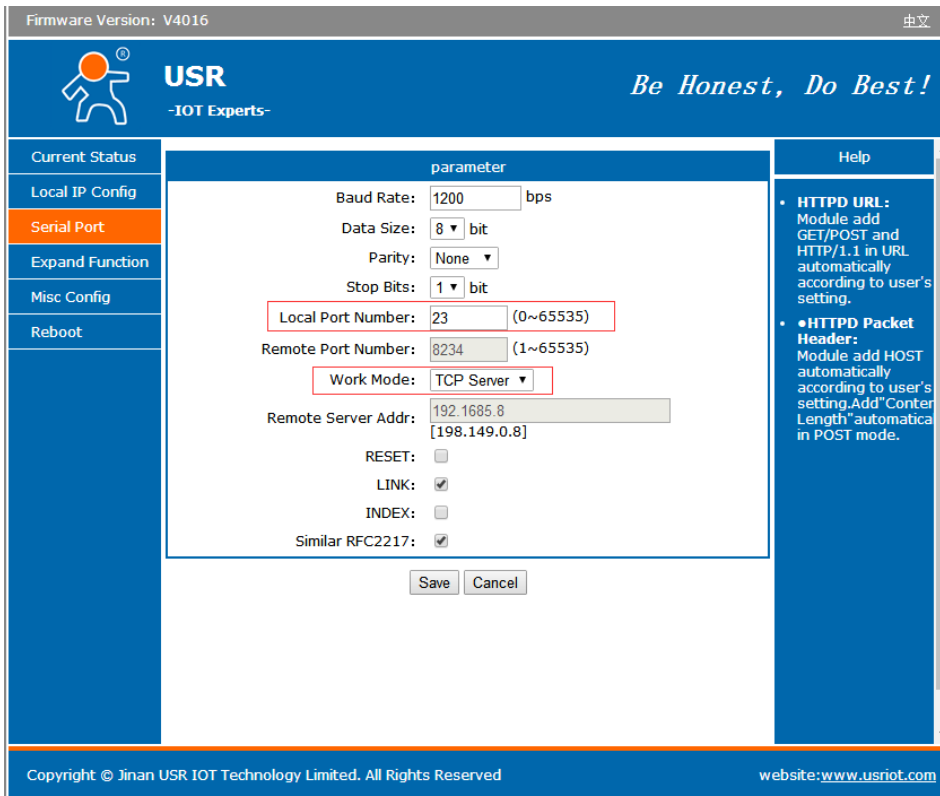 Firmware Version: V4016
中文
®
USR
-IOT Experts-
Be Honest, Do Best!
Current Status
Local IP Config
Serial Port
Expand Function
Misc Config
Reboot
parameter
Baud Rate: 1200 bps
Data Size: 8 bit
Parity: None
Stop Bits: 1 bit
Local Port Number: 23 (0~65535)
Remote Port Number: 8234 (1~65535)
Work Mode: TCP Server
Remote Server Addr: 192.1685.8
[198.149.0.8]
RESET:
LINK:
INDEX:
Similar RFC2217:
Save Cancel
Help
• HTTPD URL:
Module add
GET/POST and
HTTP/1.1 in URL
automatically
according to user's
setting.
• ●HTTPD Packet
Header:
Module add HOST
automatically
according to user's
setting.Add"Conter
Length"automatica
in POST mode.
Copyright © Jinan USR IOT Technology Limited. All Rights Reserved
website:www.usriot.com